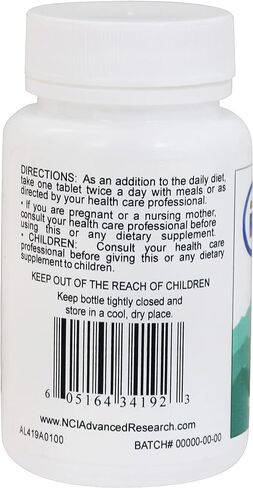 DIRECTIONS: As an addition to the daily diet,
take one tablet twice a day with meals or as
directed by your health care professional.
• If you are pregnant or a nursing mother,
consult your health care professional before
using this or any dietary supplement.
• CHILDREN: Consult your health care
professional before giving this or any dietary
supplement to children.
KEEP OUT OF THE REACH OF CHILDREN
Keep bottle tightly closed and
store in a cool, dry place.
6 05164 34192 3
www.NCIAdvancedResearch.com
AL419A0100
BATCH# 00000-00-00